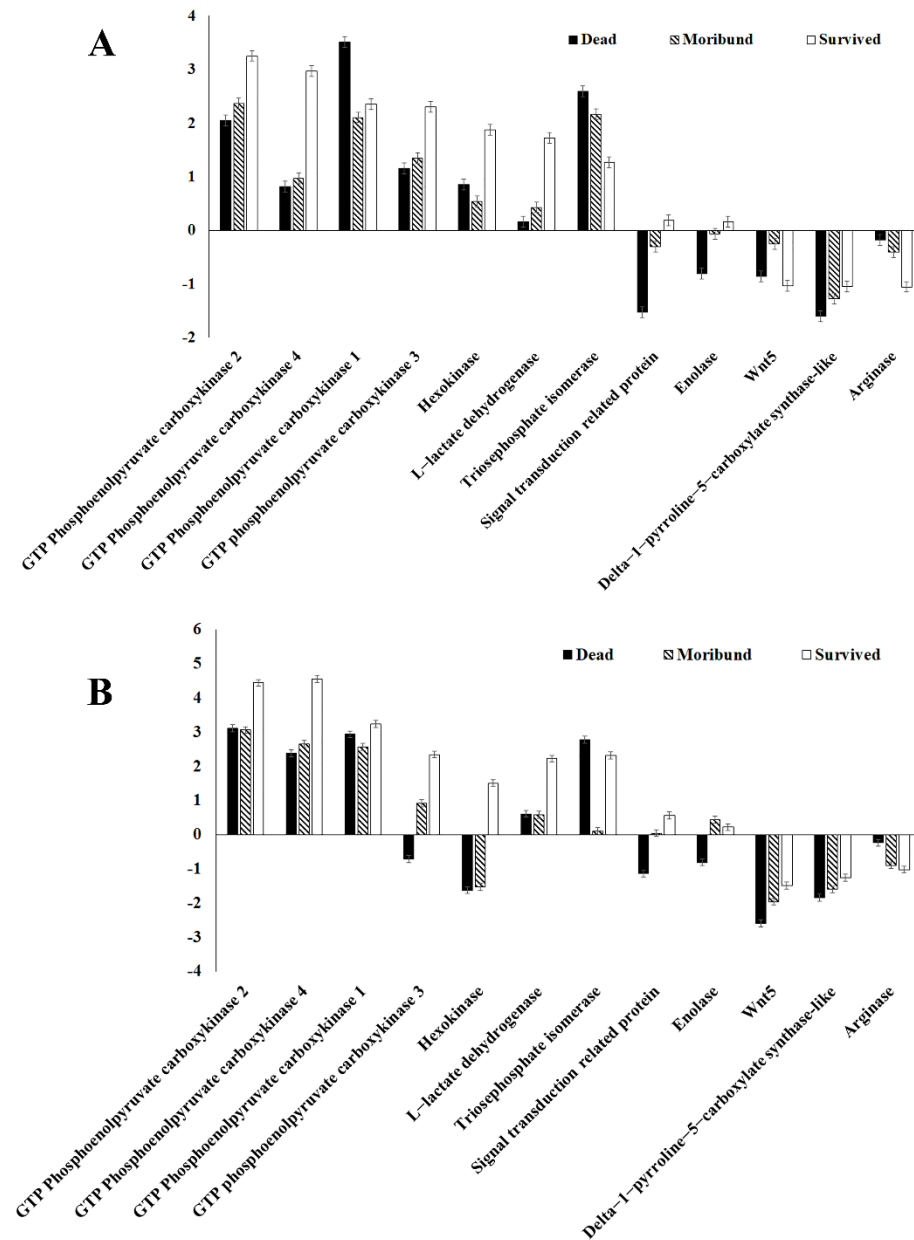 A
4
3
2
1
0
-1
-2
Dead
Moribund
Survived
GTP Phosphoenolpyruvate carboxykinase 2
GTP Phosphoenolpyruvate carboxykinase 4
GTP Phosphoenolpyruvate carboxykinase 1
GTP phosphoenolpyruvate carboxykinase 3
Hexokinase
L−lactate dehydrogenase
Triosephosphate isomerase
Signal transduction related protein
Enolase
Wnt5
Delta−1−pyrroline−5−carboxylate synthase-like
Arginase
B
6
5
4
3
2
1
0
-1
-2
-3
-4
Dead
Moribund
Survived
GTP Phosphoenolpyruvate carboxykinase 2
GTP Phosphoenolpyruvate carboxykinase 4
GTP Phosphoenolpyruvate carboxykinase 1
GTP phosphoenolpyruvate carboxykinase 3
Hexokinase
L−lactate dehydrogenase
Triosephosphate isomerase
Signal transduction related protein
Enolase
Wnt5
Delta−1−pyrroline−5−carboxylate synthase-like
Arginase